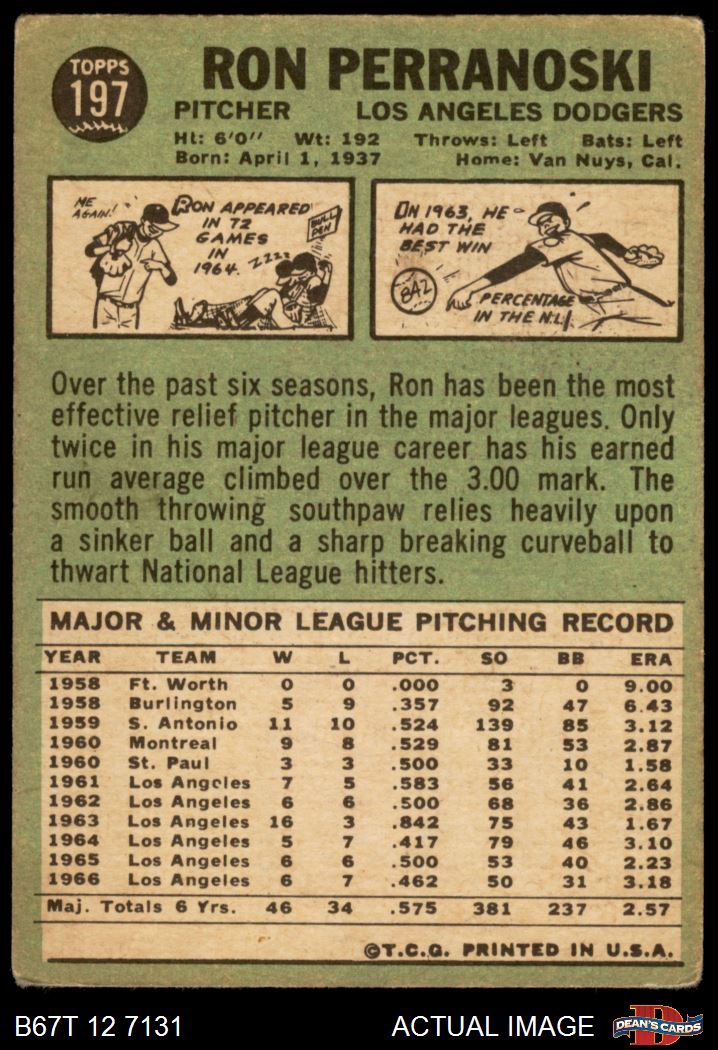 TOPPS
197
RON PERRANOSKI
PITCHER LOS ANGELES DODGERS
Ht: 6'0" Wt: 192 Throws: Left Bats: Left
Born: April 1, 1937 Home: Van Nuys, Cal.
ME
AGAIN!
RON APPEARED
IN 72
GAMES
IN
1964.
ZZZZ
BULL
PEN
IN 1963, HE
HAD THE
BEST WIN
.842
PERCENTAGE
IN THE N.L.!
Over the past six seasons, Ron has been the most
effective relief pitcher in the major leagues. Only
twice in his major league career has his earned
run average climbed over the 3.00 mark. The
smooth throwing southpaw relies heavily upon
a sinker ball and a sharp breaking curveball to
thwart National League hitters.
MAJOR & MINOR LEAGUE PITCHING RECORD
YEAR TEAM W L PCT. SO BB ERA
1958 Ft. Worth 0 0 .000 3 0 9.00
1958 Burlington 5 9 .357 92 47 6.43
1959 S. Antonio 11 10 .524 139 85 3.12
1960 Montreal 9 8 .529 81 53 2.87
1960 St. Paul 3 3 .500 33 10 1.58
1961 Los Angeles 7 5 .583 56 41 2.64
1962 Los Angeles 6 6 .500 68 36 2.86
1963 Los Angeles 16 3 .842 75 43 1.67
1964 Los Angeles 5 7 .417 79 46 3.10
1965 Los Angeles 6 6 .500 53 40 2.23
1966 Los Angeles 6 7 .462 50 31 3.18
Maj. Totals 6 Yrs. 46 34 .575 381 237 2.57
©T.C.G. PRINTED IN U.S.A.
B67T 12 7131 ACTUAL IMAGE
D
DEAN'S CARDS